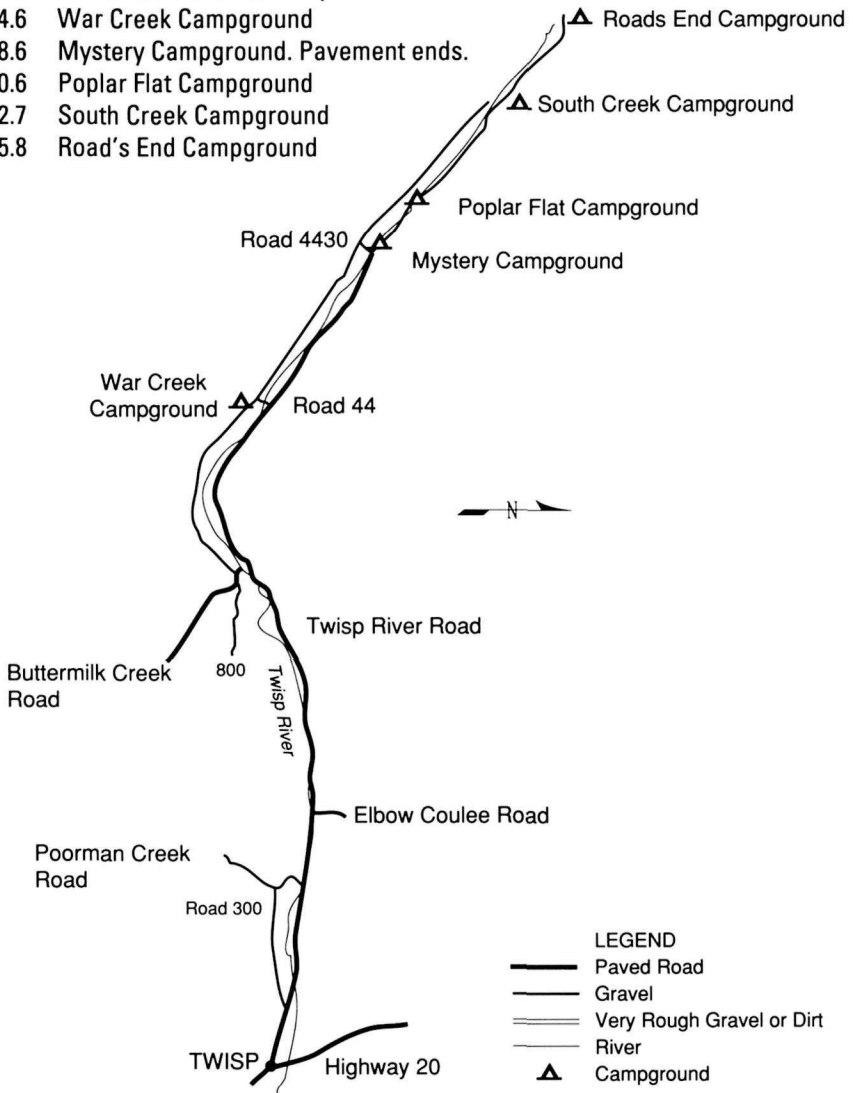 4.6 War Creek Campground
8.6 Mystery Campground. Pavement ends.
0.6 Poplar Flat Campground
2.7 South Creek Campground
5.8 Road's End Campground
Roads End Campground
South Creek Campground
Poplar Flat Campground
Road 4430
Mystery Campground
War Creek
Campground
Road 44
N
Twisp River Road
Buttermilk Creek
Road
800
Twisp River
Elbow Coulee Road
Poorman Creek
Road
Road 300
LEGEND
Paved Road
Gravel
Very Rough Gravel or Dirt
River
Campground
TWISP
Highway 20